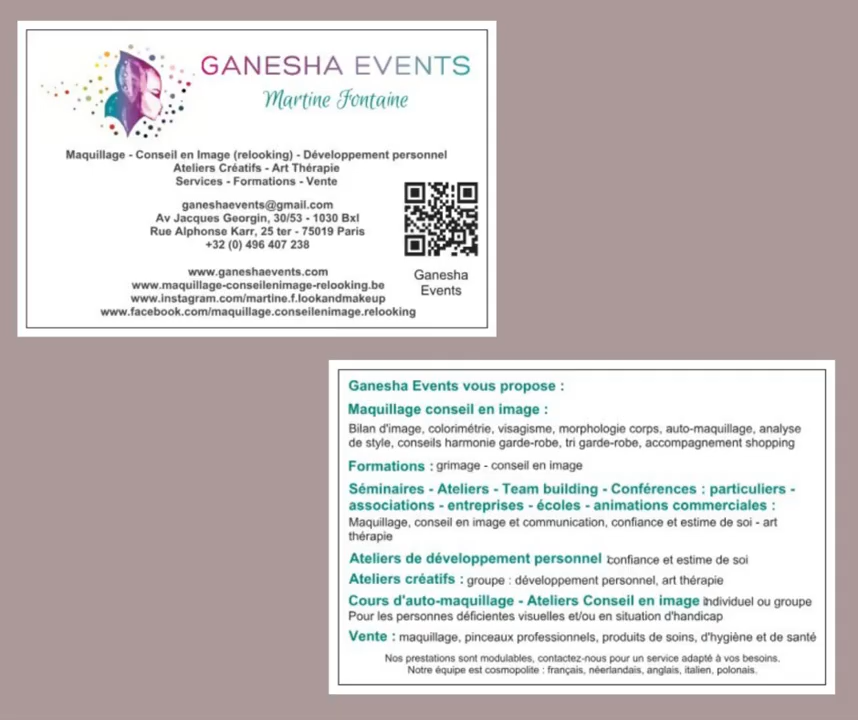 GANESHA EVENTS
Martine Fontaine
Maquillage - Conseil en Image (relooking) - Développement personnel
Ateliers Créatifs - Art Thérapie
Services - Formations - Vente
ganeshaevents@gmail.com
Av Jacques Georgin, 30/53 - 1030 Bxl
Rue Alphonse Karr, 25 ter - 75019 Paris
+32 (0) 496 407 238
Ganesha
Events
www.ganeshaevents.com
www.maquillage-conseilenimage-relooking.be
www.instagram.com/martine.f.lookandmakeup
www.facebook.com/maquillage.conseilenimage.relooking
Ganesha Events vous propose :
Maquillage conseil en image :
Bilan d'image, colorimétrie, visagisme, morphologie corps, auto-maquillage, analyse
de style, conseils harmonie garde-robe, tri garde-robe, accompagnement shopping
Formations : grimage - conseil en image
Séminaires - Ateliers - Team building - Conférences : particuliers -
associations - entreprises - écoles - animations commerciales :
Maquillage, conseil en image et communication, confiance et estime de soi - art
thérapie
Ateliers de développement personnel : confiance et estime de soi
Ateliers créatifs : groupe : développement personnel, art thérapie
Cours d'auto-maquillage - Ateliers Conseil en image : individuel ou groupe
Pour les personnes déficientes visuelles et/ou en situation d'handicap
Vente : maquillage, pinceaux professionnels, produits de soins, d'hygiène et de santé
Nos prestations sont modulables, contactez-nous pour un service adapté à vos besoins.
Notre équipe est cosmopolite : français, néerlandais, anglais, italien, polonais.